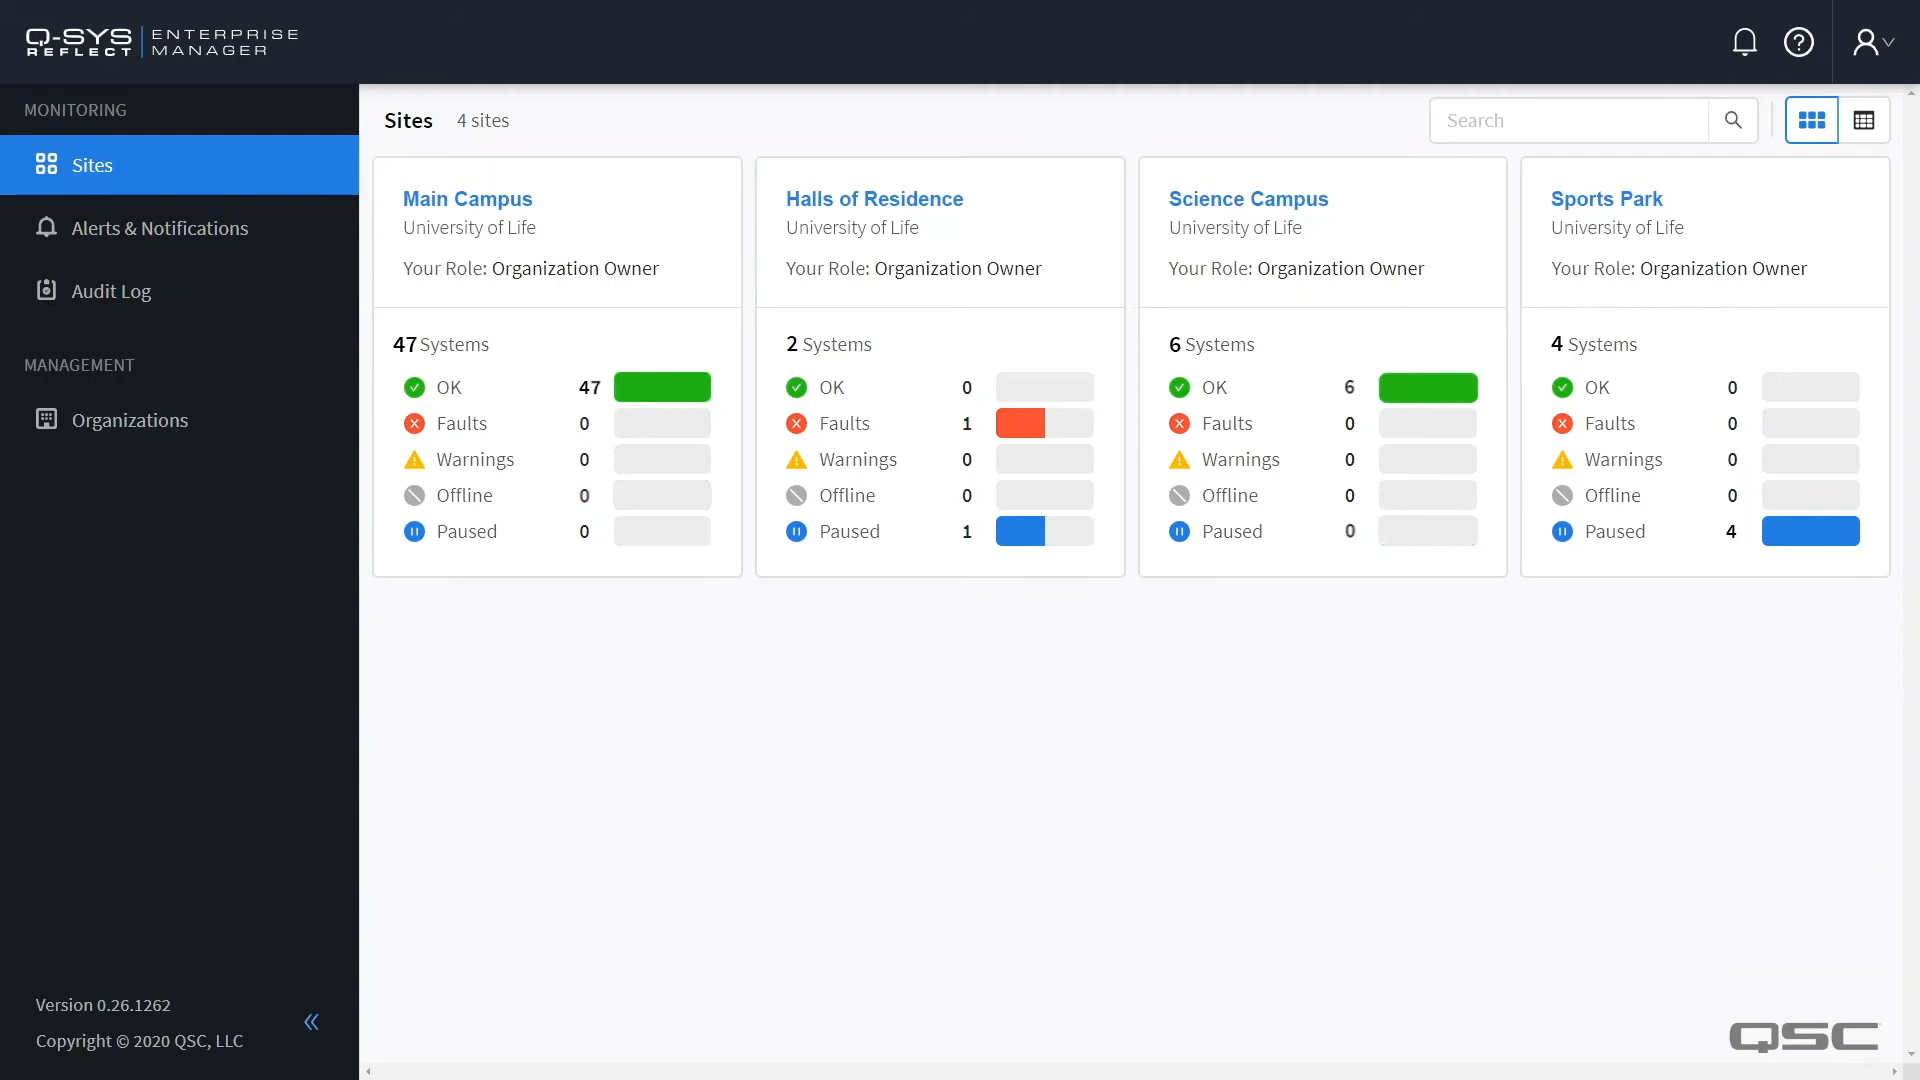 Q-SYS ENTERPRISE
REFLECT MANAGER
MONITORING
Sites
Alerts & Notifications
Audit Log
MANAGEMENT
Organizations
Version 0.26.1262
Copyright © 2020 QSC, LLC
Sites 4 sites
Search
Main Campus
University of Life
Your Role: Organization Owner
47 Systems
OK 47
Faults 0
Warnings 0
Offline 0
Paused 0
Halls of Residence
University of Life
Your Role: Organization Owner
2 Systems
OK 0
Faults 1
Warnings 0
Offline 0
Paused 1
Science Campus
University of Life
Your Role: Organization Owner
6 Systems
OK 6
Faults 0
Warnings 0
Offline 0
Paused 0
Sports Park
University of Life
Your Role: Organization Owner
4 Systems
OK 0
Faults 0
Warnings 0
Offline 0
Paused 4
QSC